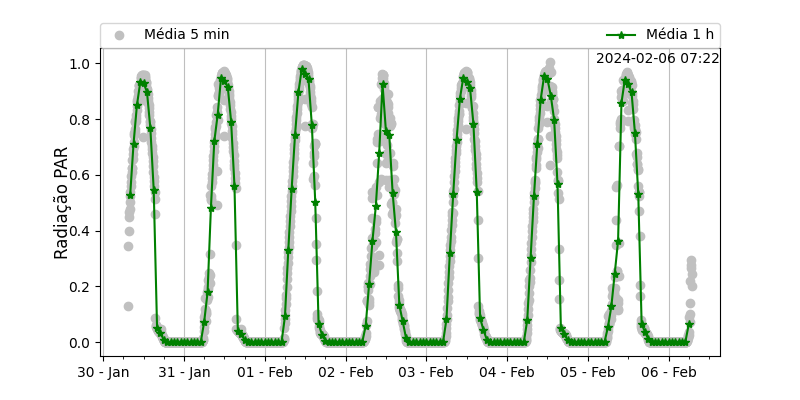 Média 5 min
Média 1 h
2024-02-06 07:22
Radiação PAR
1.0
0.8
0.6
0.4
0.2
0.0
30 - Jan
31 - Jan
01 - Feb
02 - Feb
03 - Feb
04 - Feb
05 - Feb
06 - Feb